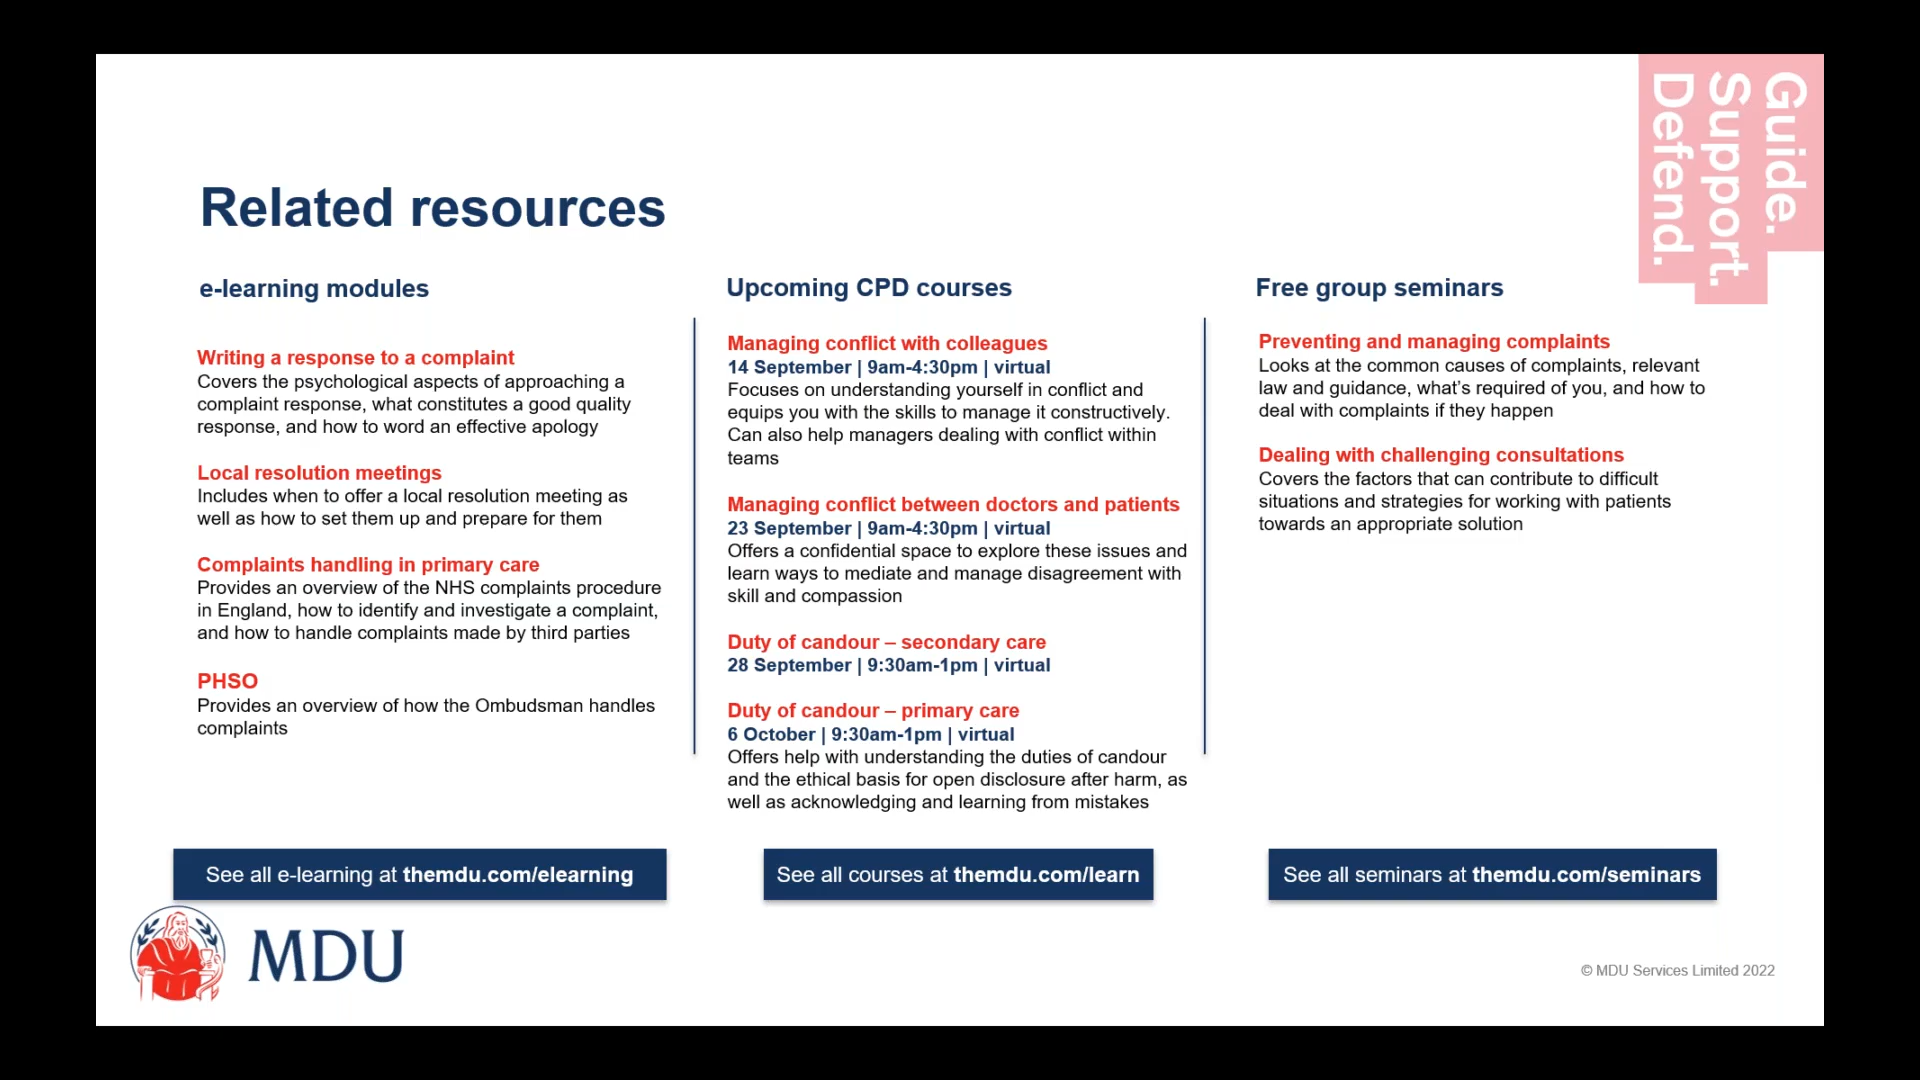 Guide.
Support.
Defend.
Related resources
e-learning modules
Writing a response to a complaint
Covers the psychological aspects of approaching a
complaint response, what constitutes a good quality
response, and how to word an effective apology
Local resolution meetings
Includes when to offer a local resolution meeting as
well as how to set them up and prepare for them
Complaints handling in primary care
Provides an overview of the NHS complaints procedure
in England, how to identify and investigate a complaint,
and how to handle complaints made by third parties
PHSO
Provides an overview of how the Ombudsman handles
complaints
See all e-learning at themdu.com/elearning
Upcoming CPD courses
Managing conflict with colleagues
14 September | 9am-4:30pm | virtual
Focuses on understanding yourself in conflict and
equips you with the skills to manage it constructively.
Can also help managers dealing with conflict within
teams
Managing conflict between doctors and patients
23 September | 9am-4:30pm | virtual
Offers a confidential space to explore these issues and
learn ways to mediate and manage disagreement with
skill and compassion
Duty of candour – secondary care
28 September | 9:30am-1pm | virtual
Duty of candour – primary care
6 October | 9:30am-1pm | virtual
Offers help with understanding the duties of candour
and the ethical basis for open disclosure after harm, as
well as acknowledging and learning from mistakes
See all courses at themdu.com/learn
Free group seminars
Preventing and managing complaints
Looks at the common causes of complaints, relevant
law and guidance, what's required of you, and how to
deal with complaints if they happen
Dealing with challenging consultations
Covers the factors that can contribute to difficult
situations and strategies for working with patients
towards an appropriate solution
See all seminars at themdu.com/seminars
MDU
© MDU Services Limited 2022